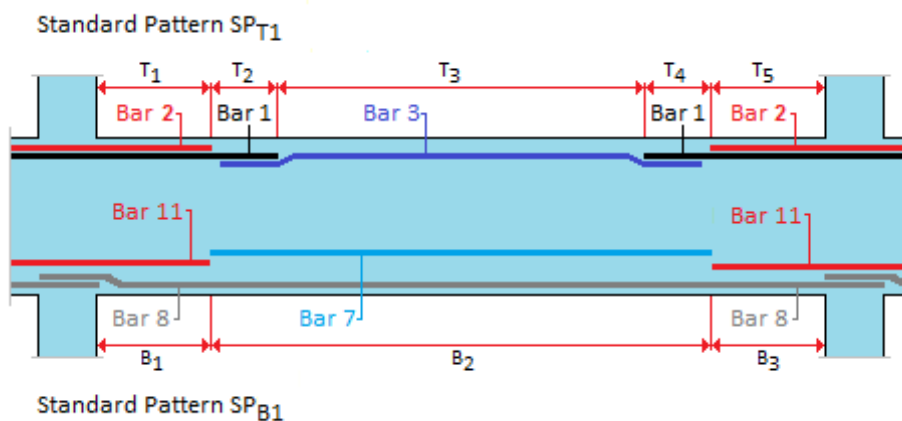 Standard Pattern SPT1
T1 T2 T3 T4 T5
Bar 2 Bar 1 Bar 3 Bar 1 Bar 2
Bar 11 Bar 11
Bar 8 Bar 7 Bar 8
B1 B2 B3
Standard Pattern SPB1